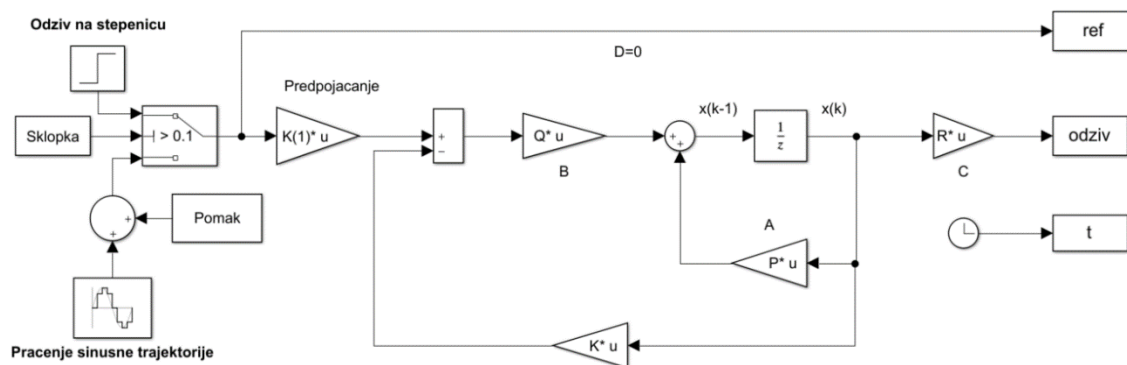 Odziv na stepenicu
ref
D=0
Predpojacanje
x(k-1)
x(k)
Sklopka
> 0.1
K(1)* u
+
−
Q* u
+
+
1
z
R* u
odziv
B
C
Pomak
+
+
A
t
P* u
K* u
Pracenje sinusne trajektorije